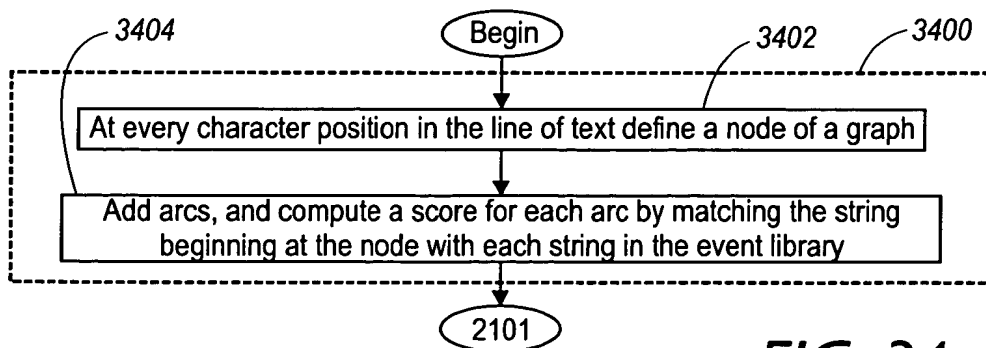 3404
Begin
3402
3400
At every character position in the line of text define a node of a graph
Add arcs, and compute a score for each arc by matching the string
beginning at the node with each string in the event library
2101